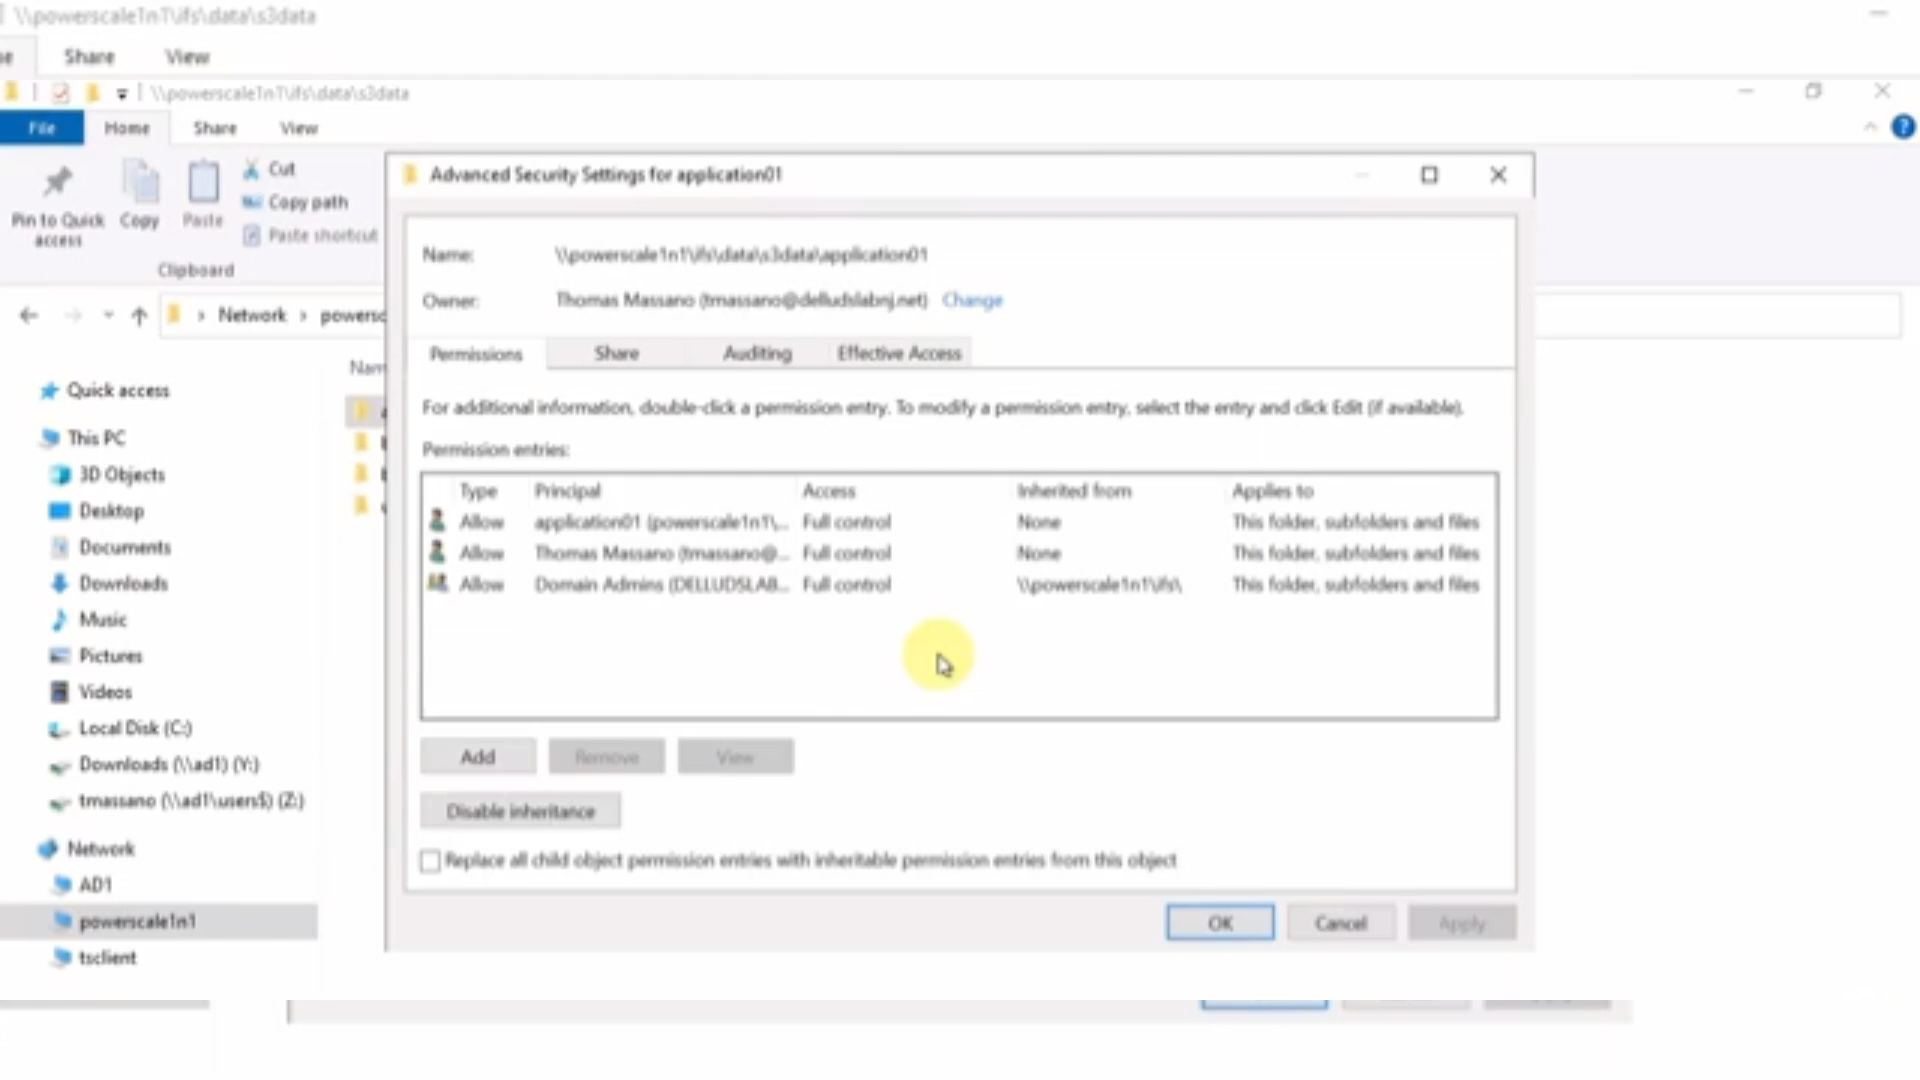 \\powerscale1n1\ifs\data\s3data
Share View
\\powerscale1n1\ifs\data\s3data
File Home Share View
Pin to Quick access
Copy
Paste
Cut
Copy path
Paste shortcut
Clipboard
Network > powersc
Quick access
This PC
3D Objects
Desktop
Documents
Downloads
Music
Pictures
Videos
Local Disk (C:)
Downloads (\\ad1) (Y:)
tmassano (\\ad1\users$) (Z:)
Network
AD1
powerscale1n1
tsclient
Nam
Advanced Security Settings for application01
Name: \\powerscale1n1\ifs\data\s3data\application01
Owner: Thomas Massano (tmassano@delludslabnj.net) Change
Permissions Share Auditing Effective Access
For additional information, double-click a permission entry. To modify a permission entry, select the entry and click Edit (if available).
Permission entries:
Type Principal Access Inherited from Applies to
Allow application01 (powerscale1n1\... Full control None This folder, subfolders and files
Allow Thomas Massano (tmassano@... Full control None This folder, subfolders and files
Allow Domain Admins (DELLUDSLAB... Full control \\powerscale1n1\ifs\ This folder, subfolders and files
Add Remove View
Disable inheritance
Replace all child object permission entries with inheritable permission entries from this object
OK Cancel Apply